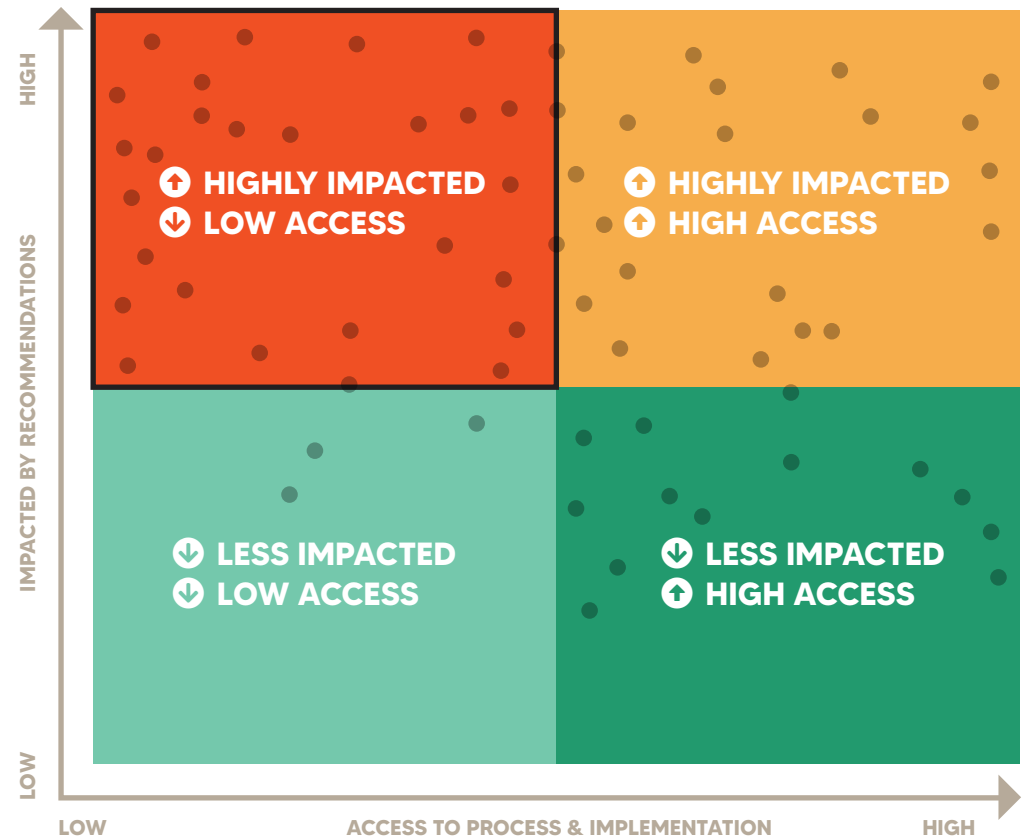 HIGH
IMPACTED BY RECOMMENDATIONS
LOW
HIGHLY IMPACTED
LOW ACCESS
HIGHLY IMPACTED
HIGH ACCESS
LESS IMPACTED
LOW ACCESS
LESS IMPACTED
HIGH ACCESS
LOW
ACCESS TO PROCESS & IMPLEMENTATION
HIGH